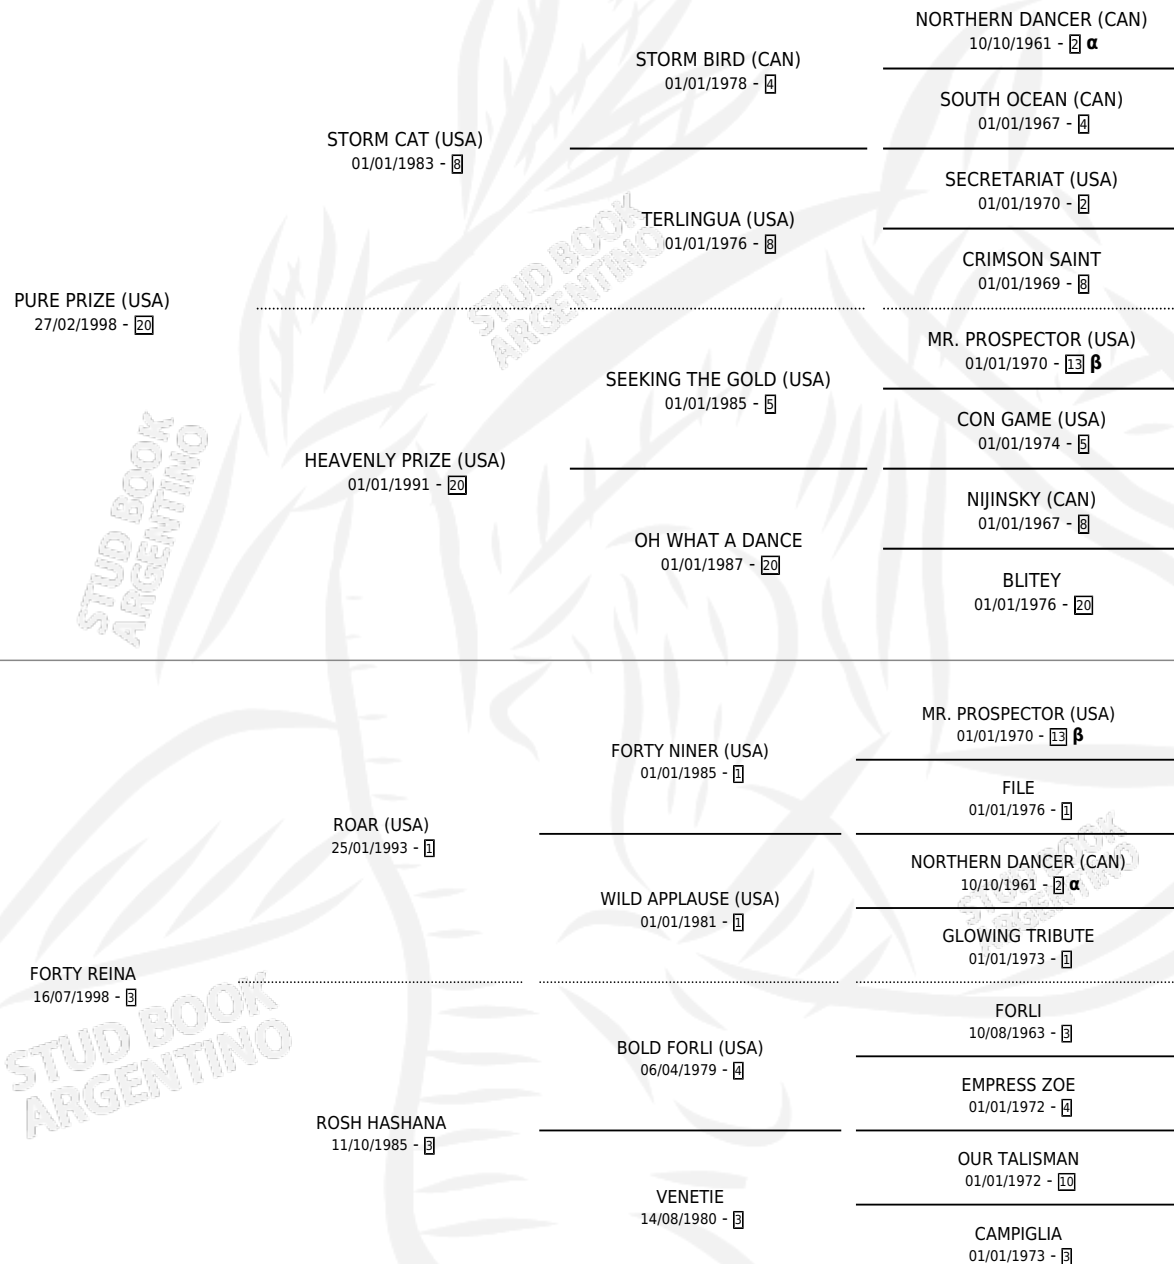 NORTHERN DANCER (CAN)
10/10/1961 - 2 α
STORM BIRD (CAN)
01/01/1978 - 4
SOUTH OCEAN (CAN)
01/01/1967 - 4
STORM CAT (USA)
01/01/1983 - 8
SECRETARIAT (USA)
01/01/1970 - 2
TERLINGUA (USA)
01/01/1976 - 8
CRIMSON SAINT
01/01/1969 - 8
PURE PRIZE (USA)
27/02/1998 - 20
STUD BOOK
ARGENTINO
MR. PROSPECTOR (USA)
01/01/1970 - 13 β
SEEKING THE GOLD (USA)
01/01/1985 - 5
CON GAME (USA)
01/01/1974 - 5
HEAVENLY PRIZE (USA)
01/01/1991 - 20
STUD BOOK
ARGENTINO
NIJINSKY (CAN)
01/01/1967 - 8
OH WHAT A DANCE
01/01/1987 - 20
BLITEY
01/01/1976 - 20
MR. PROSPECTOR (USA)
01/01/1970 - 13 β
FORTY NINER (USA)
01/01/1985 - 1
FILE
01/01/1976 - 1
ROAR (USA)
25/01/1993 - 1
STUD BOOK
ARGENTINO
NORTHERN DANCER (CAN)
10/10/1961 - 2 α
WILD APPLAUSE (USA)
01/01/1981 - 1
GLOWING TRIBUTE
01/01/1973 - 1
FORTY REINA
16/07/1998 - 3
STUD BOOK
ARGENTINO
FORLI
10/08/1963 - 3
BOLD FORLI (USA)
06/04/1979 - 4
EMPRESS ZOE
01/01/1972 - 4
ROSH HASHANA
11/10/1985 - 3
OUR TALISMAN
01/01/1972 - 10
VENETIE
14/08/1980 - 3
CAMPIGLIA
01/01/1973 - 3